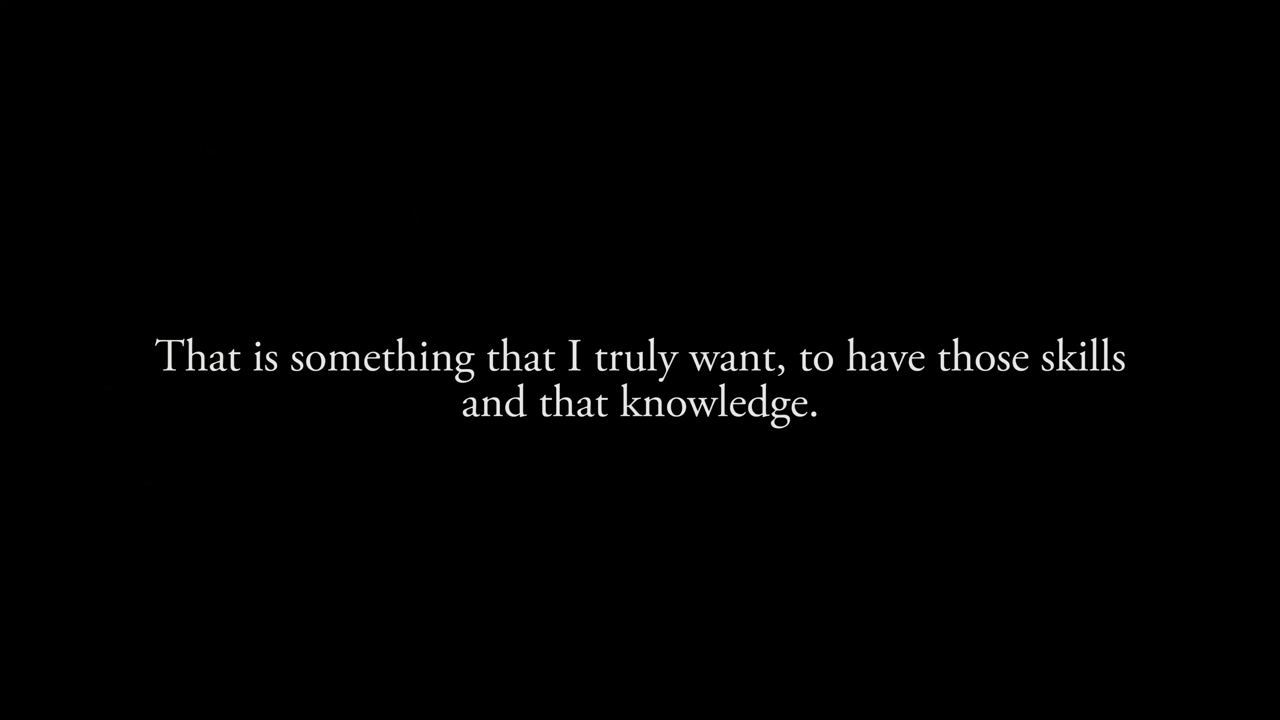 That is something that I truly want, to have those skills
and that knowledge.